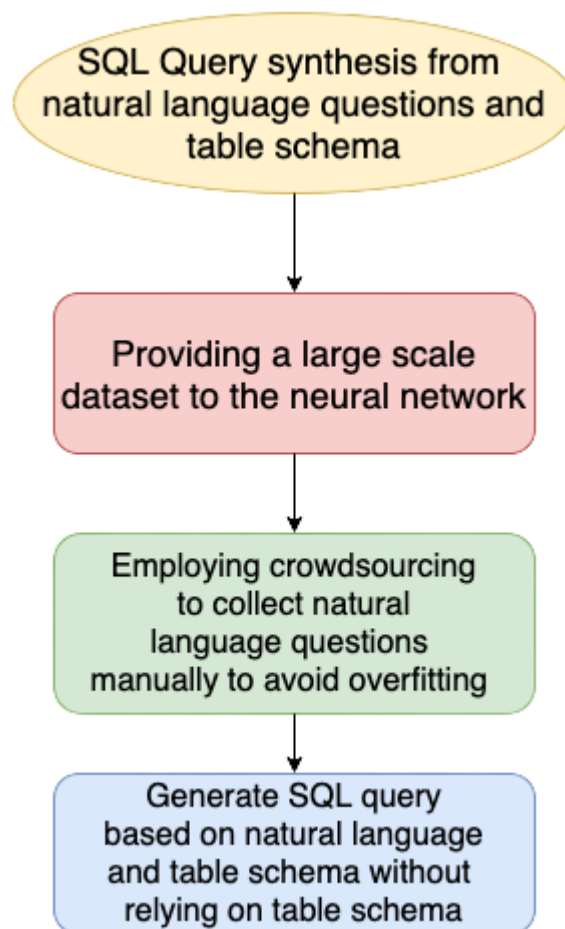 SQL Query synthesis from
natural language questions and
table schema
Providing a large scale
dataset to the neural network
Employing crowdsourcing
to collect natural
language questions
manually to avoid overfitting
Generate SQL query
based on natural language
and table schema without
relying on table schema